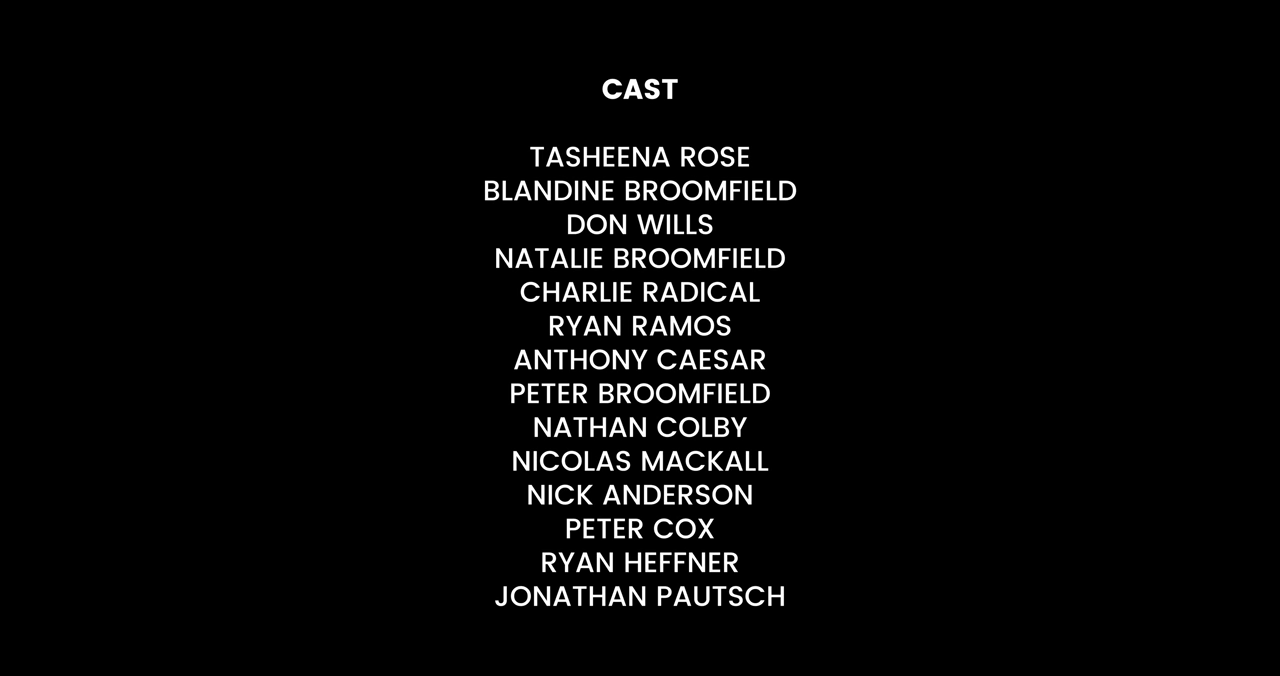 CAST
TASHEENA ROSE
BLANDINE BROOMFIELD
DON WILLS
NATALIE BROOMFIELD
CHARLIE RADICAL
RYAN RAMOS
ANTHONY CAESAR
PETER BROOMFIELD
NATHAN COLBY
NICOLAS MACKALL
NICK ANDERSON
PETER COX
RYAN HEFFNER
JONATHAN PAUTSCH